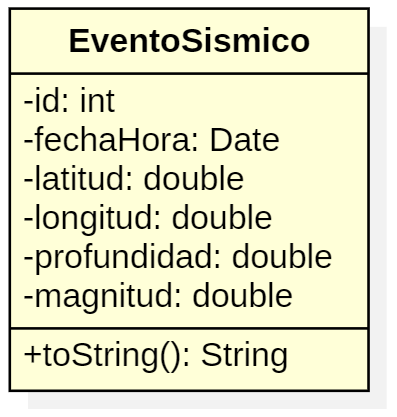 EventoSismico
-id: int
-fechaHora: Date
-latitud: double
-longitud: double
-profundidad: double
-magnitud: double
+toString(): String